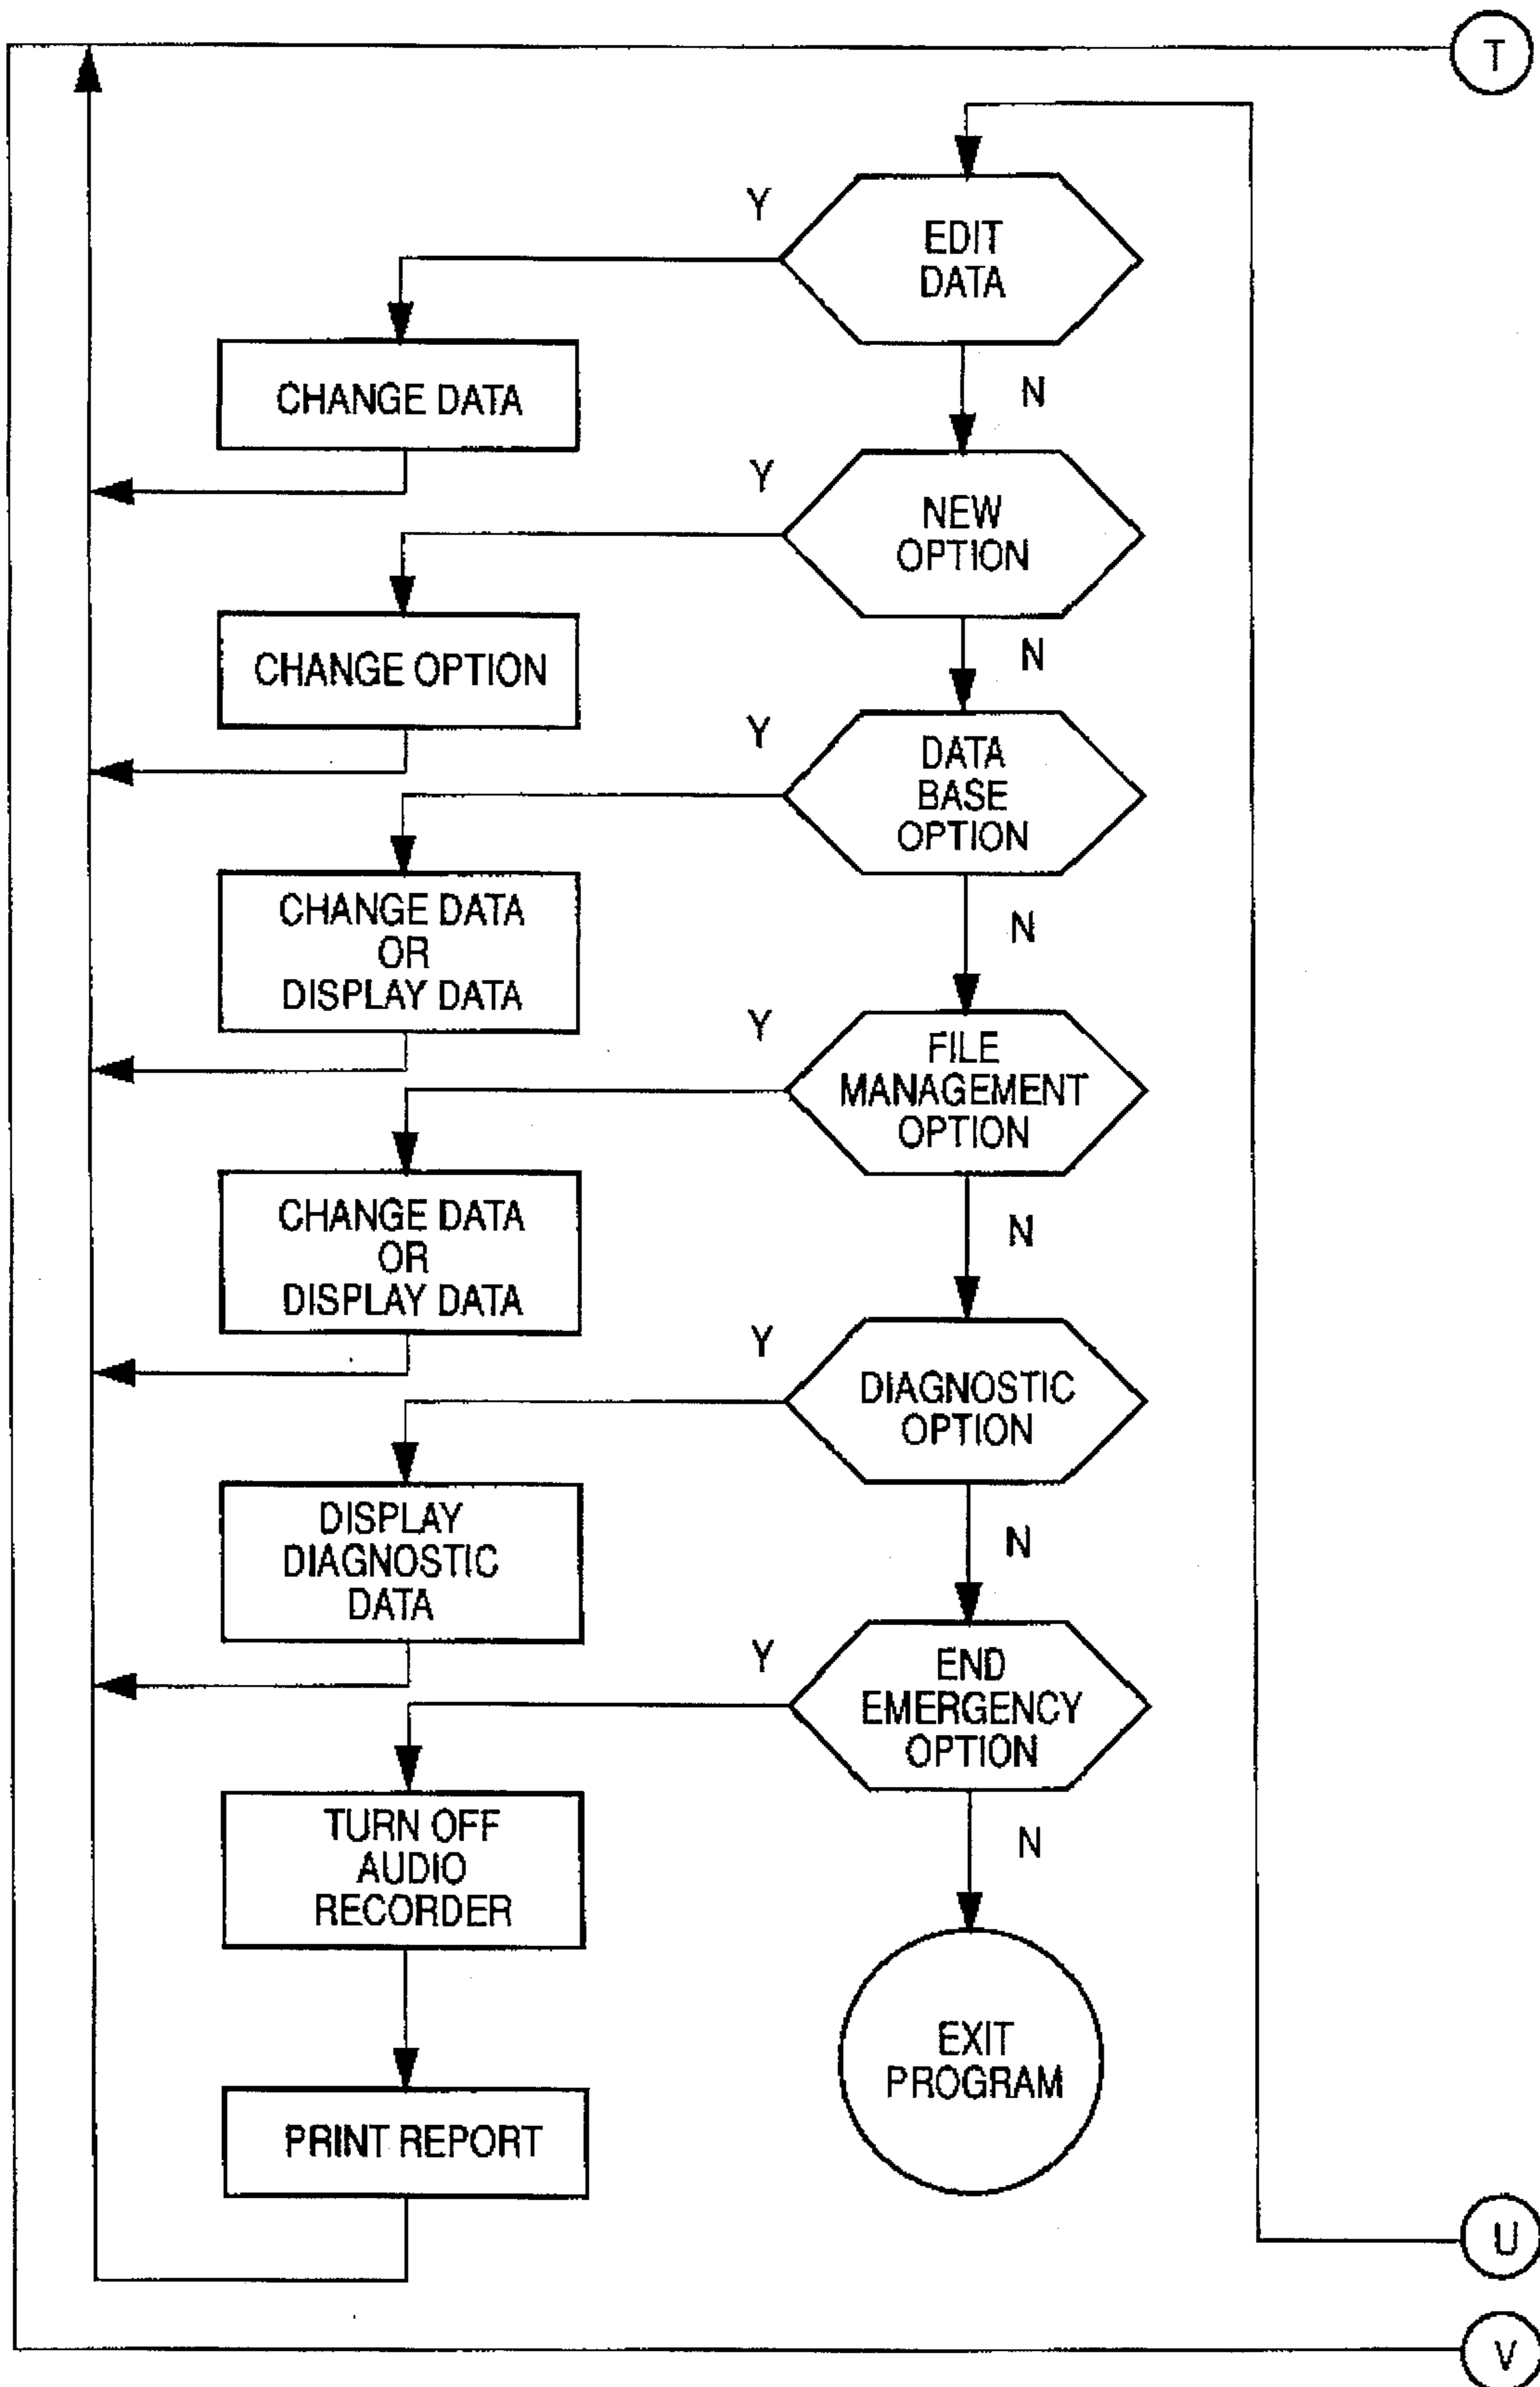 T
Y
EDIT
DATA
CHANGE DATA
N
Y
NEW
OPTION
CHANGE OPTION
N
Y
DATA
BASE
OPTION
CHANGE DATA
OR
DISPLAY DATA
N
Y
FILE
MANAGEMENT
OPTION
CHANGE DATA
OR
DISPLAY DATA
N
Y
DIAGNOSTIC
OPTION
DISPLAY
DIAGNOSTIC
DATA
N
Y
END
EMERGENCY
OPTION
TURN OFF
AUDIO
RECORDER
N
EXIT
PROGRAM
PRINT REPORT
U
V